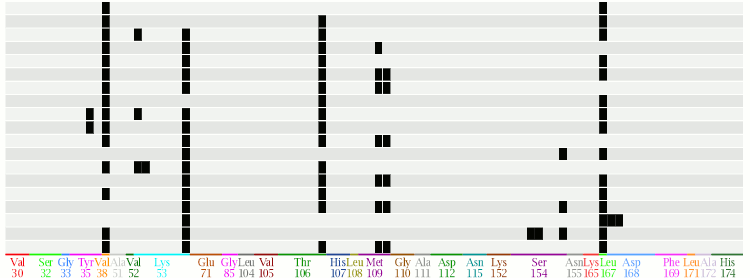 Val Ser Gly Tyr Val Ala Val Lys Glu Gly Leu Val Thr His Leu Met Gly Ala Asp Asn Lys Ser Asn Lys Leu Asp Phe Leu Ala His
30 32 33 35 38 51 52 53 71 85 104 105 106 107 108 109 110 111 112 115 152 154 155 165 167 168 169 171 172 174